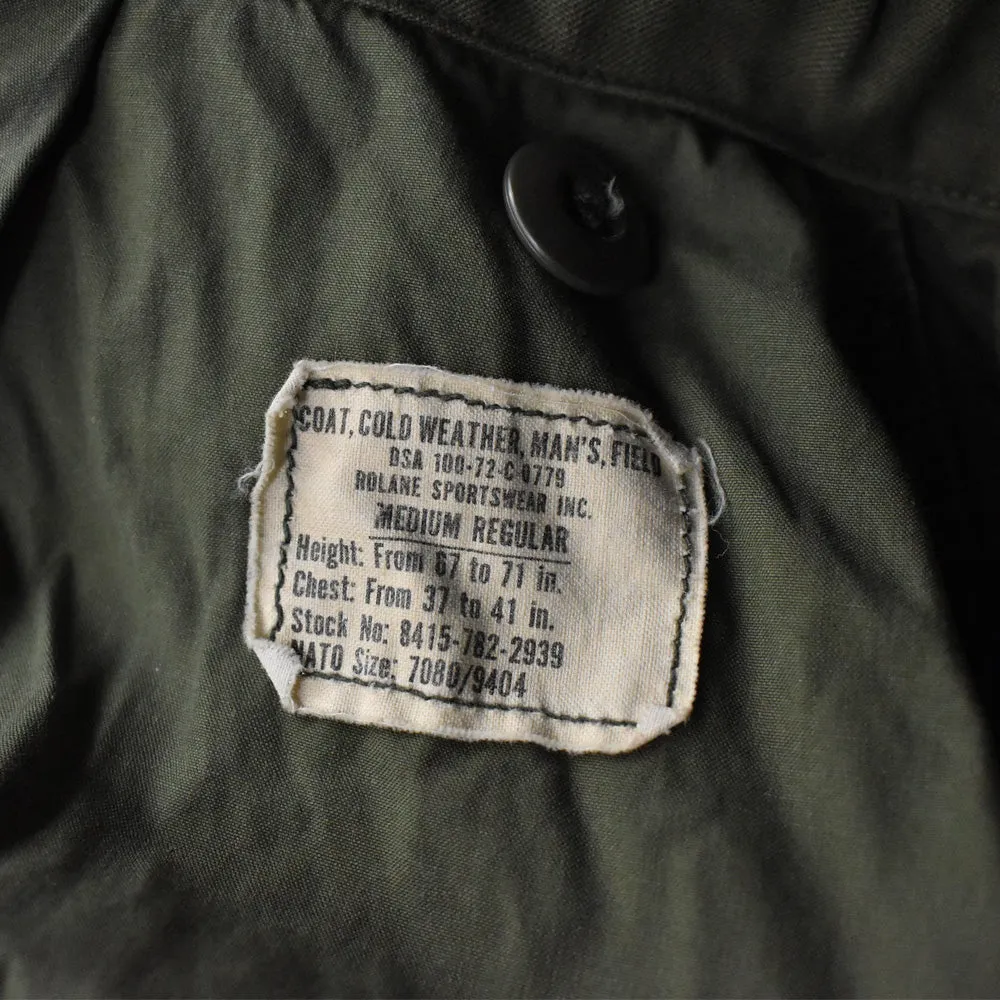 COAT, COLD WEATHER, MAN'S, FIELD
DSA 100-72-C-0779
ROLANE SPORTSWEAR INC.
MEDIUM REGULAR
Height: From 67 to 71 in.
Chest: From 37 to 41 in.
Stock No: 8415-782-2939
NATO Size: 7080/9404